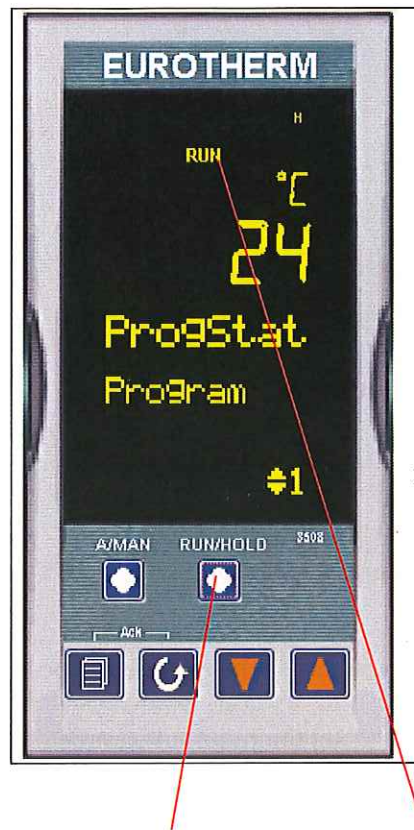 EUROTHERM
H
RUN
°C
24
ProgStat
Program
1
A/MAN RUN/HOLD 3508
Ack